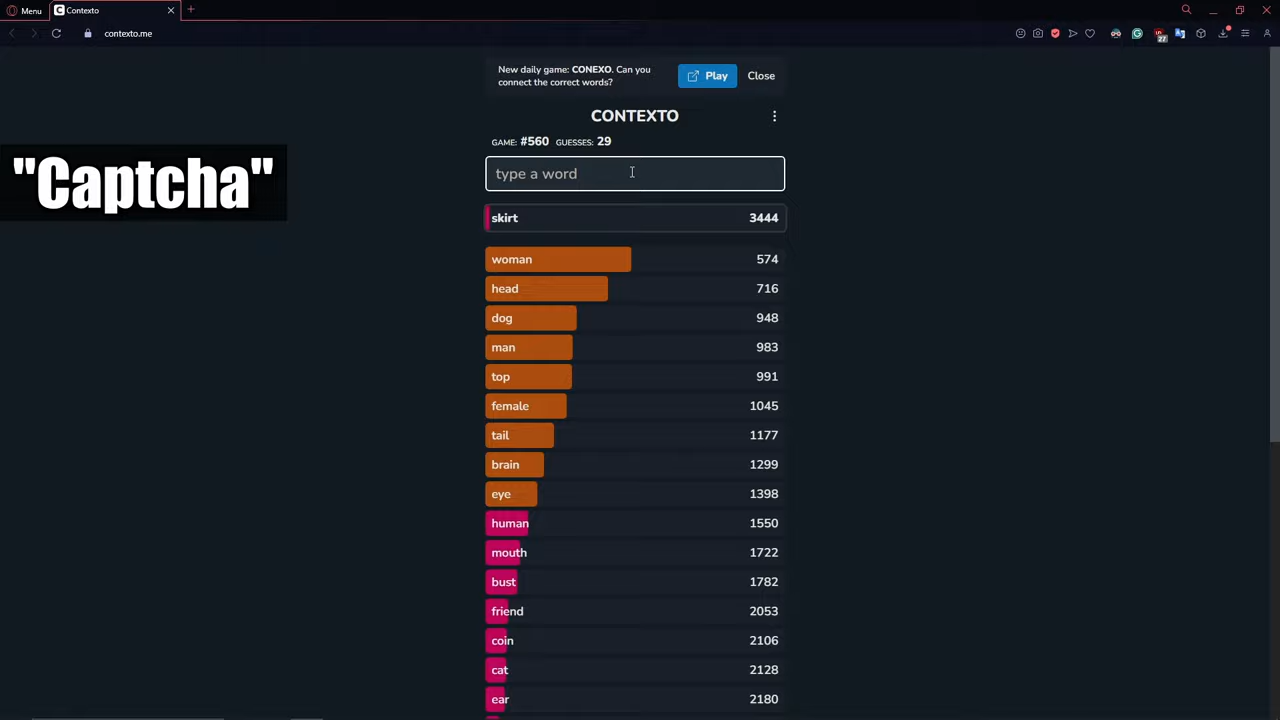 Menu
Contexto
contexto.me
27
New daily game: CONEXO. Can you
connect the correct words?
Play
Close
CONTEXTO
GAME: #560 GUESSES: 29
"Captcha"
type a word
skirt 3444
woman 574
head 716
dog 948
man 983
top 991
female 1045
tail 1177
brain 1299
eye 1398
human 1550
mouth 1722
bust 1782
friend 2053
coin 2106
cat 2128
ear 2180